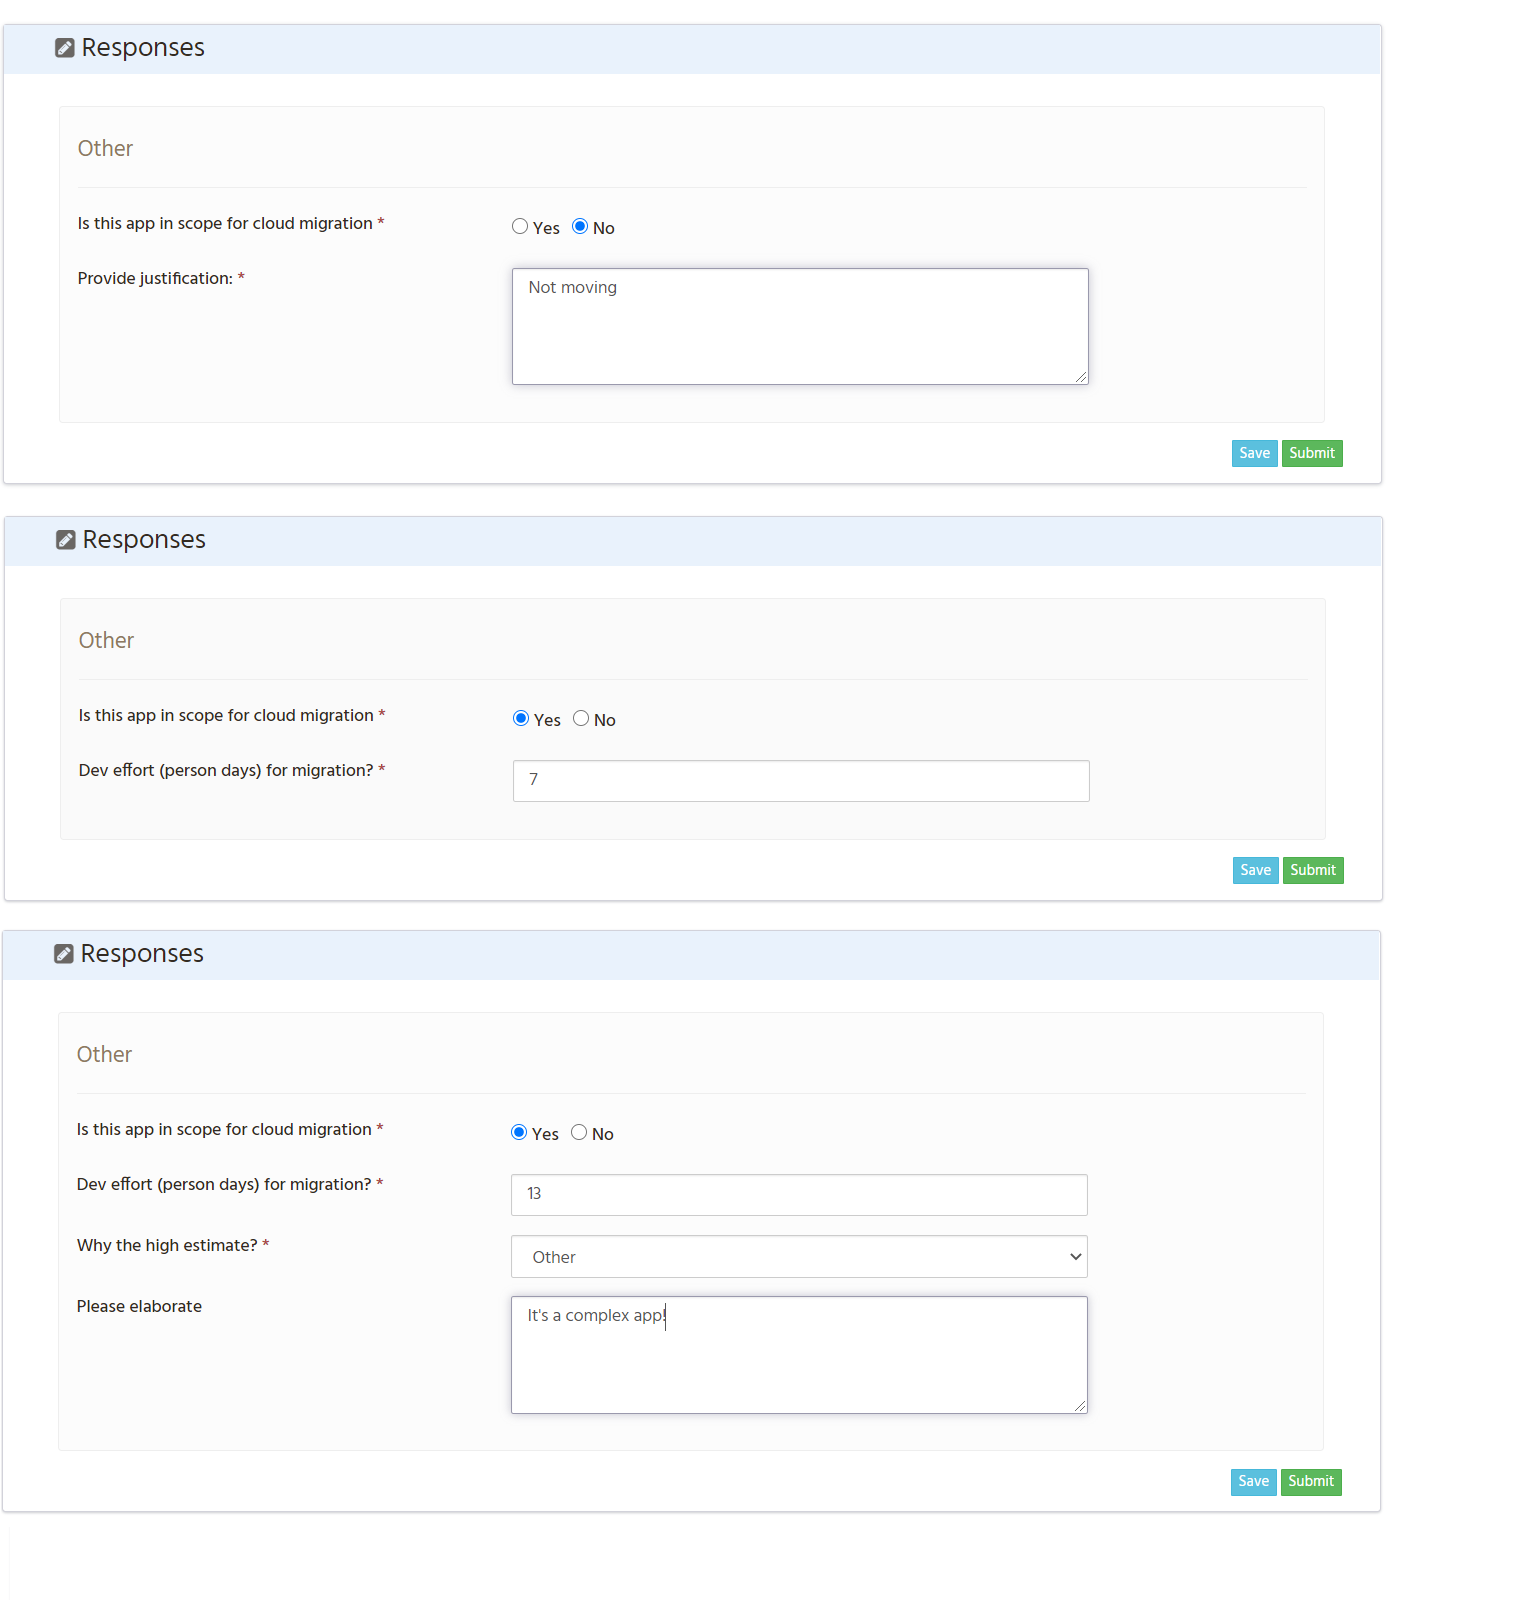 Responses
Other
Is this app in scope for cloud migration * Yes No
Provide justification: * Not moving
Save Submit
Responses
Other
Is this app in scope for cloud migration * Yes No
Dev effort (person days) for migration? * 7
Save Submit
Responses
Other
Is this app in scope for cloud migration * Yes No
Dev effort (person days) for migration? * 13
Why the high estimate? * Other
Please elaborate It's a complex app!
Save Submit